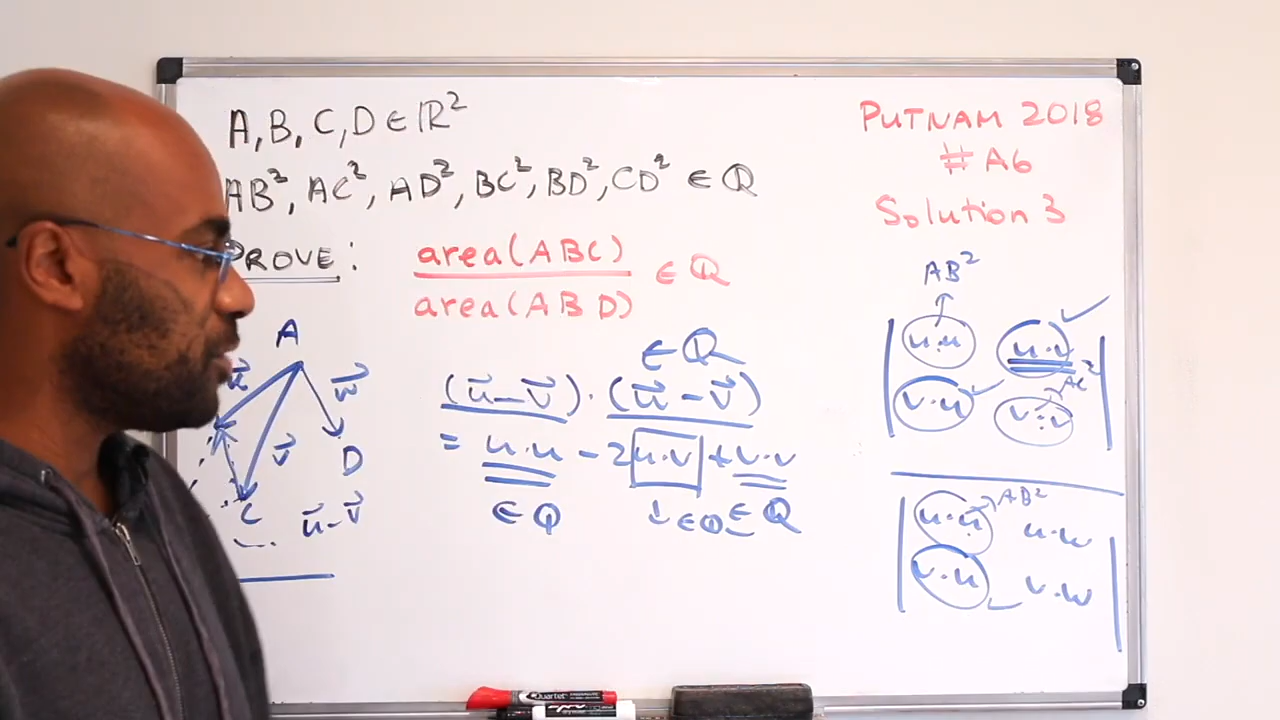 A, B, C, D ∈ ℝ²
AB², AC², AD², BC², BD², CD² ∈ ℚ
PROVE:
area(ABC)
area(ABD)
∈ ℚ
A
u⃗
w⃗
v⃗
D
C
u⃗-v⃗
∈ ℚ
(u⃗-v⃗)·(u⃗-v⃗)
= u·u - 2 u·v + v·v
∈ ℚ
↓ ∈ ℚ
∈ ℚ
PUTNAM 2018
# A6
Solution 3
AB²
↑
u·u u·v ✓
v·u ✓ v·v AC²
u·u AB² u·w
v·u v·w
Quartet